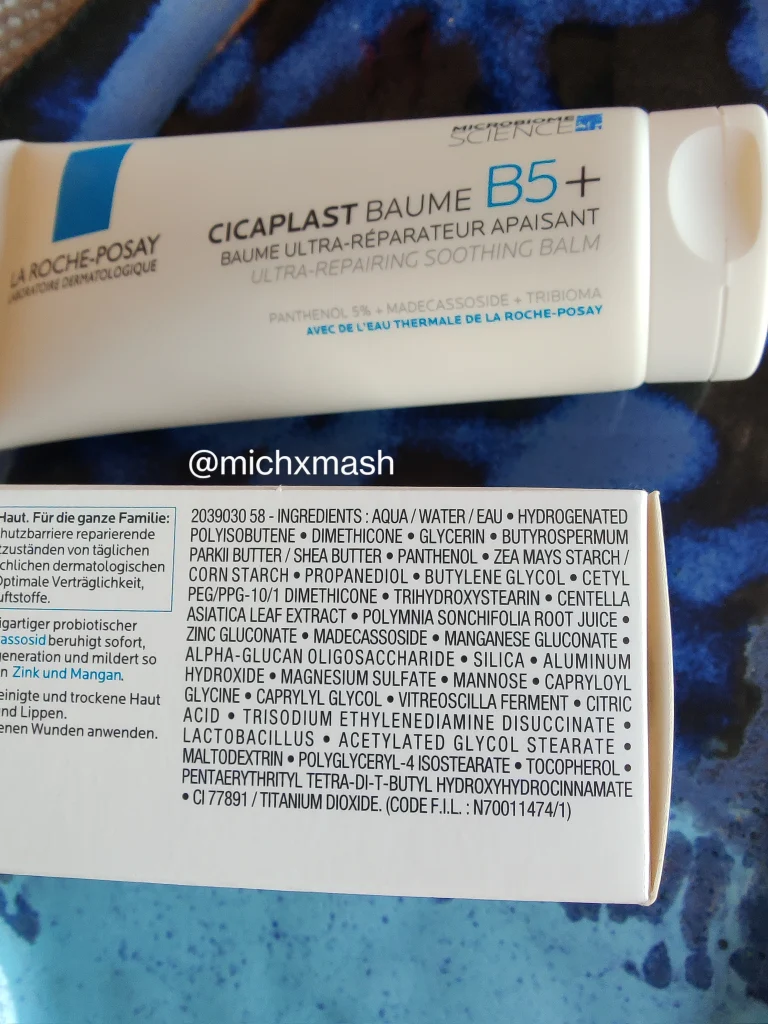 MICROBIOME
SCIENCE
LA ROCHE-POSAY
LABORATOIRE DERMATOLOGIQUE
CICAPLAST BAUME B5+
BAUME ULTRA-RÉPARATEUR APAISANT
ULTRA-REPAIRING SOOTHING BALM
PANTHENOL 5% + MADECASSOSIDE + TRIBIOMA
AVEC DE L'EAU THERMALE DE LA ROCHE-POSAY
@michxmash
Haut. Für die ganze Familie:
hutzbarriere reparierende
tzuständen von täglichen
chlichen dermatologischen
Optimale Verträglichkeit,
uftstoffe.
igartiger probiotischer
assosid beruhigt sofort,
eneration und mildert so
n Zink und Mangan.
einigte und trockene Haut
nd Lippen.
enen Wunden anwenden.
2039030 58 - INGREDIENTS : AQUA / WATER / EAU • HYDROGENATED
POLYISOBUTENE • DIMETHICONE • GLYCERIN • BUTYROSPERMUM
PARKII BUTTER / SHEA BUTTER • PANTHENOL • ZEA MAYS STARCH /
CORN STARCH • PROPANEDIOL • BUTYLENE GLYCOL • CETYL
PEG/PPG-10/1 DIMETHICONE • TRIHYDROXYSTEARIN • CENTELLA
ASIATICA LEAF EXTRACT • POLYMNIA SONCHIFOLIA ROOT JUICE •
ZINC GLUCONATE • MADECASSOSIDE • MANGANESE GLUCONATE •
ALPHA-GLUCAN OLIGOSACCHARIDE • SILICA • ALUMINUM
HYDROXIDE • MAGNESIUM SULFATE • MANNOSE • CAPRYLOYL
GLYCINE • CAPRYLYL GLYCOL • VITREOSCILLA FERMENT • CITRIC
ACID • TRISODIUM ETHYLENEDIAMINE DISUCCINATE •
LACTOBACILLUS • ACETYLATED GLYCOL STEARATE •
MALTODEXTRIN • POLYGLYCERYL-4 ISOSTEARATE • TOCOPHEROL •
PENTAERYTHRITYL TETRA-DI-T-BUTYL HYDROXYHYDROCINNAMATE
• CI 77891 / TITANIUM DIOXIDE. (CODE F.I.L. : N70011474/1)